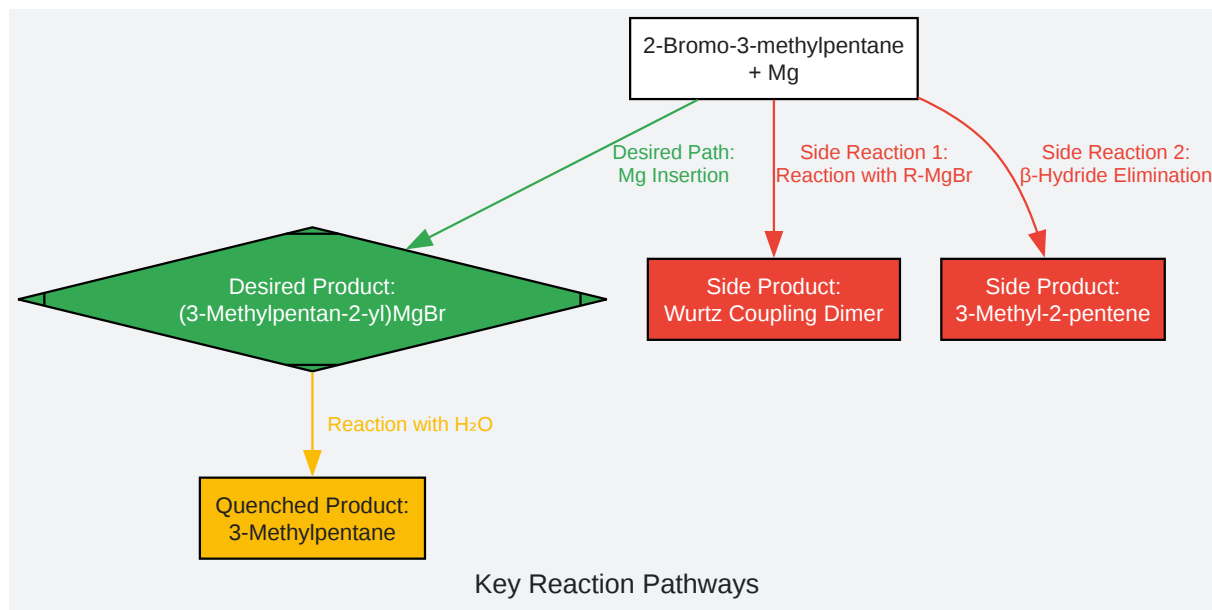 2-Bromo-3-methylpentane
+ Mg
Desired Path:
Mg Insertion
Side Reaction 1:
Reaction with R-MgBr
Side Reaction 2:
β-Hydride Elimination
Desired Product:
(3-Methylpentan-2-yl)MgBr
Side Product:
Wurtz Coupling Dimer
Side Product:
3-Methyl-2-pentene
Reaction with H₂O
Quenched Product:
3-Methylpentane
Key Reaction Pathways